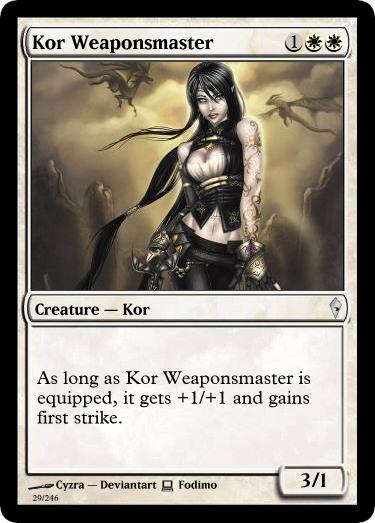 Kor Weaponsmaster 1
Creature — Kor
As long as Kor Weaponsmaster is
equipped, it gets +1/+1 and gains
first strike.
3/1
Cyzra — Deviantart Fodimo
29/246